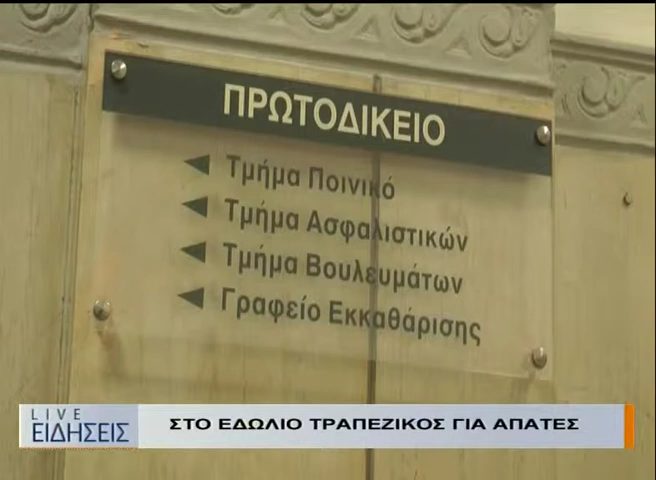 ΠΡΩΤΟΔΙΚΕΙΟ
Τμήμα Ποινικό
Τμήμα Ασφαλιστικών
Τμήμα Βουλευμάτων
Γραφείο Εκκαθάρισης
LIVE
ΕΙΔΗΣΕΙΣ
ΣΤΟ ΕΔΩΛΙΟ ΤΡΑΠΕΖΙΚΟΣ ΓΙΑ ΑΠΑΤΕΣ